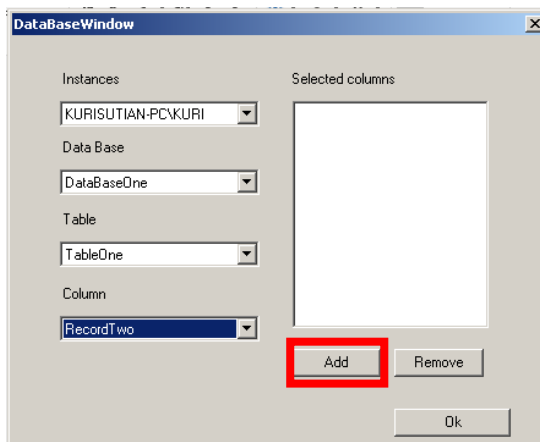 DataBaseWindow
Instances
KURISUTIAN-PC\KURI
Data Base
DataBaseOne
Table
TableOne
Column
RecordTwo
Selected columns
Add
Remove
Ok